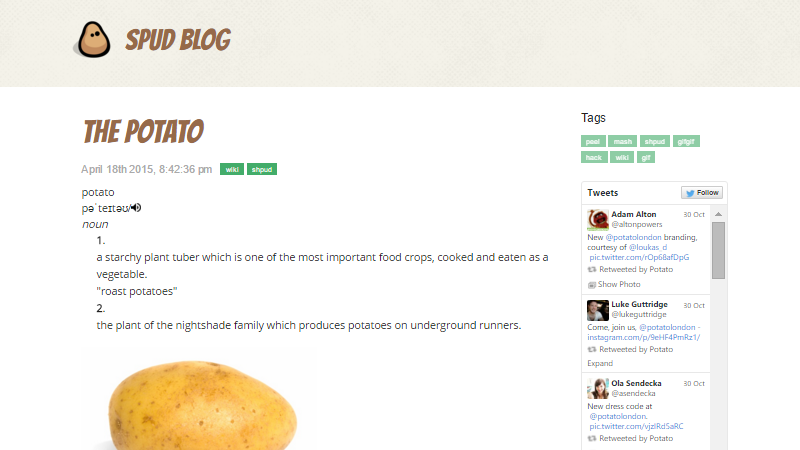 SPUD BLOG
THE POTATO
April 18th 2015, 8:42:36 pm wiki shpud
potato
pəˈteɪtəʊ/
noun
1.
a starchy plant tuber which is one of the most important food crops, cooked and eaten as a
vegetable.
"roast potatoes"
2.
the plant of the nightshade family which produces potatoes on underground runners.
Tags
peel mash shpud gifgif
hack wiki gif
Tweets Follow
Adam Alton 30 Oct
@altonpowers
New @potatolondon branding,
courtesy of @loukas_d
pic.twitter.com/rOp68afDpG
Retweeted by Potato
Show Photo
Luke Guttridge 30 Oct
@lukeguttridge
Come, join us, @potatolondon -
instagram.com/p/9eHF4PmRz1/
Retweeted by Potato
Expand
Ola Sendecka 30 Oct
@asendecka
New dress code at
@potatolondon.
pic.twitter.com/vjzlRdSaRC
Retweeted by Potato